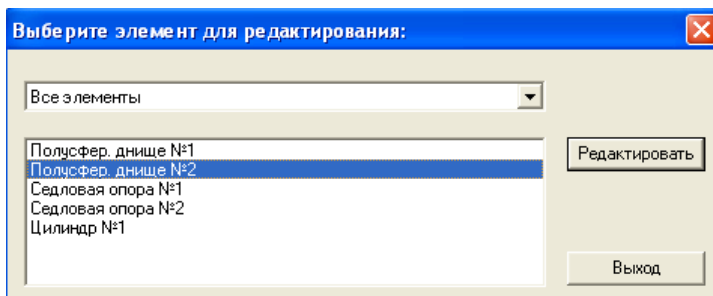 Выберите элемент для редактирования:
Все элементы
Полусфер. днище №1
Редактировать
Полусфер. днище №2
Седловая опора №1
Седловая опора №2
Цилиндр №1
Выход